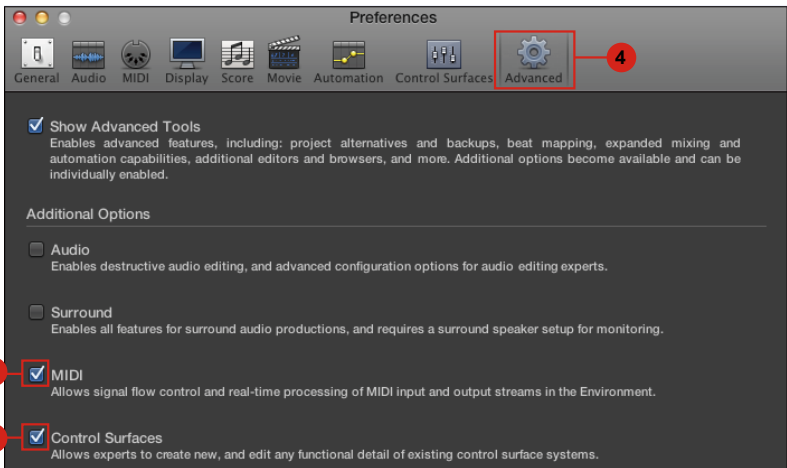 Preferences
General Audio MIDI Display Score Movie Automation Control Surfaces Advanced
4
Show Advanced Tools
Enables advanced features, including: project alternatives and backups, beat mapping, expanded mixing and
automation capabilities, additional editors and browsers, and more. Additional options become available and can be
individually enabled.
Additional Options
Audio
Enables destructive audio editing, and advanced configuration options for audio editing experts.
Surround
Enables all features for surround audio productions, and requires a surround speaker setup for monitoring.
MIDI
Allows signal flow control and real-time processing of MIDI input and output streams in the Environment.
Control Surfaces
Allows experts to create new, and edit any functional detail of existing control surface systems.